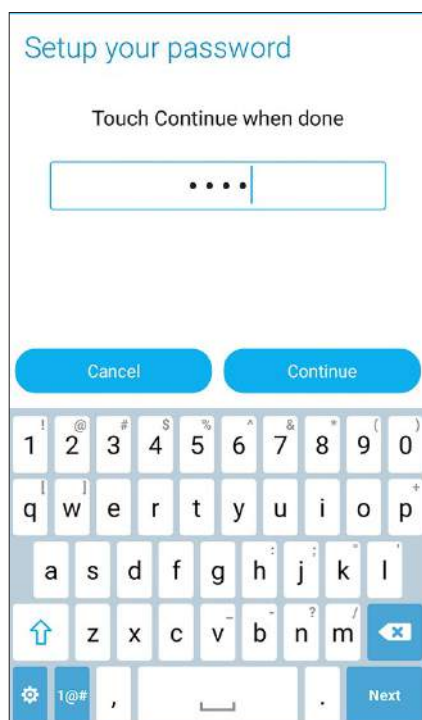 Setup your password
Touch Continue when done
••••
Cancel Continue
! @ # $ % ^ & * ( )
1 2 3 4 5 6 7 8 9 0
[ ] +
q w e r t y u i o p
: ; " '
a s d f g h j k l
_ - ? /
z x c v b n m
1@# , . Next